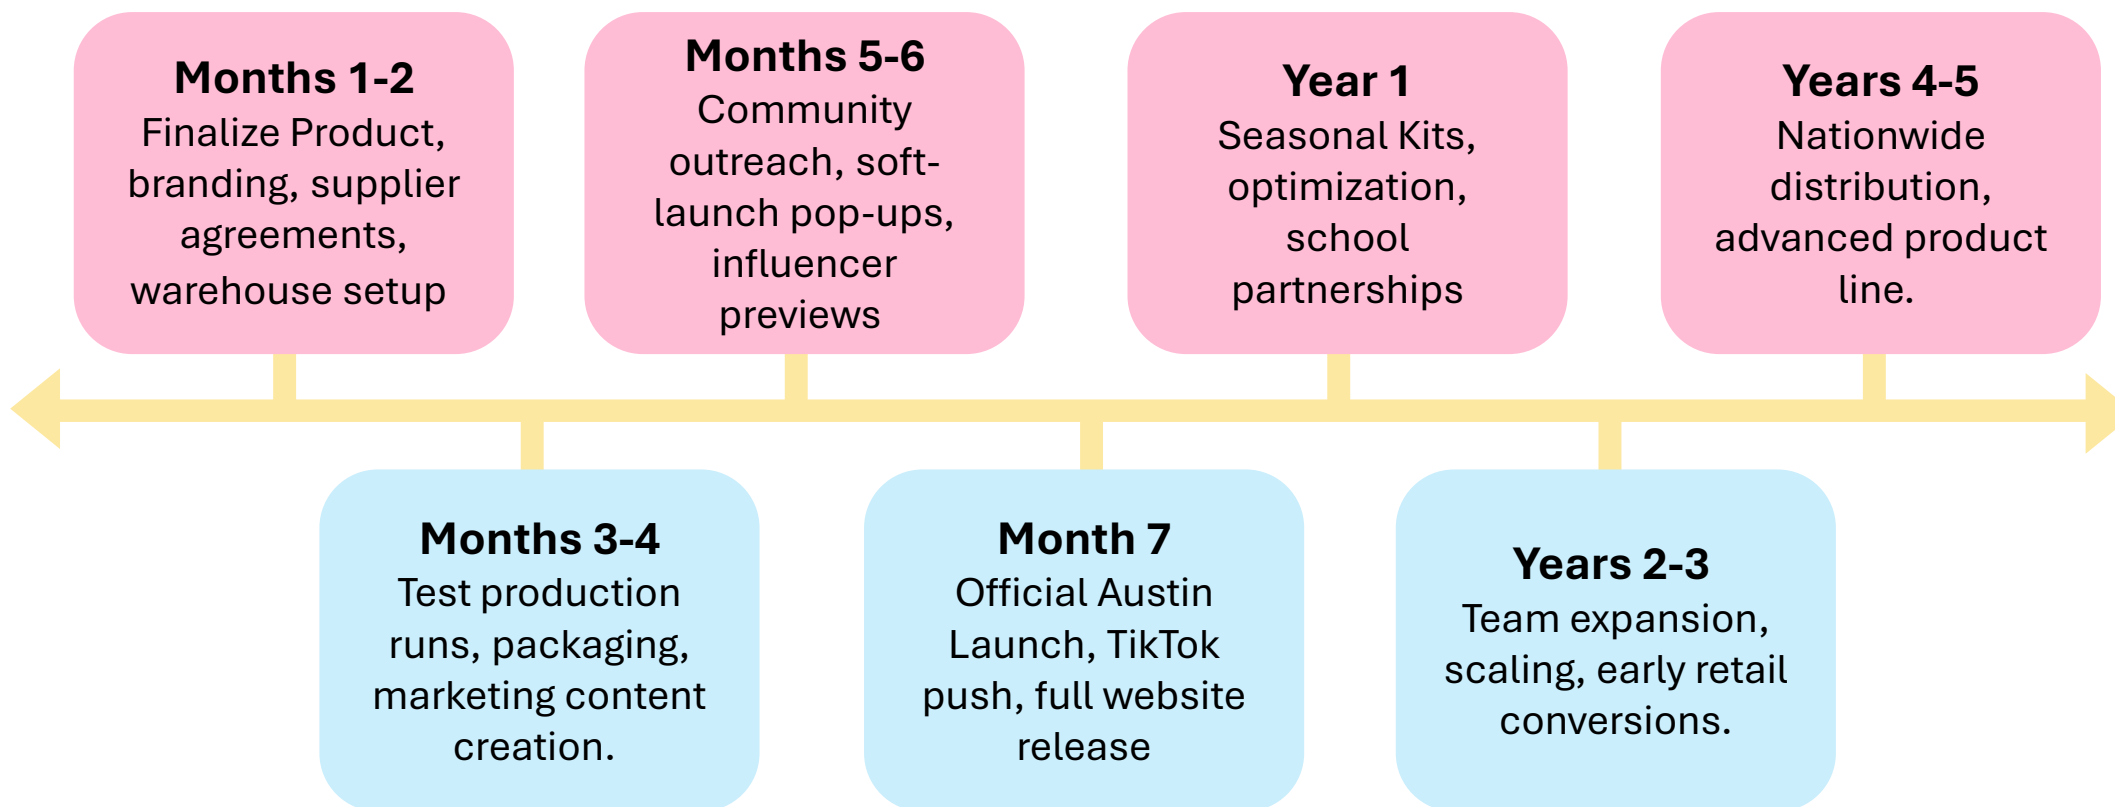 Months 1-2
Finalize Product,
branding, supplier
agreements,
warehouse setup
Months 3-4
Test production
runs, packaging,
marketing content
creation.
Months 5-6
Community
outreach, soft-
launch pop-ups,
influencer
previews
Month 7
Official Austin
Launch, TikTok
push, full website
release
Year 1
Seasonal Kits,
optimization,
school
partnerships
Years 2-3
Team expansion,
scaling, early retail
conversions.
Years 4-5
Nationwide
distribution,
advanced product
line.